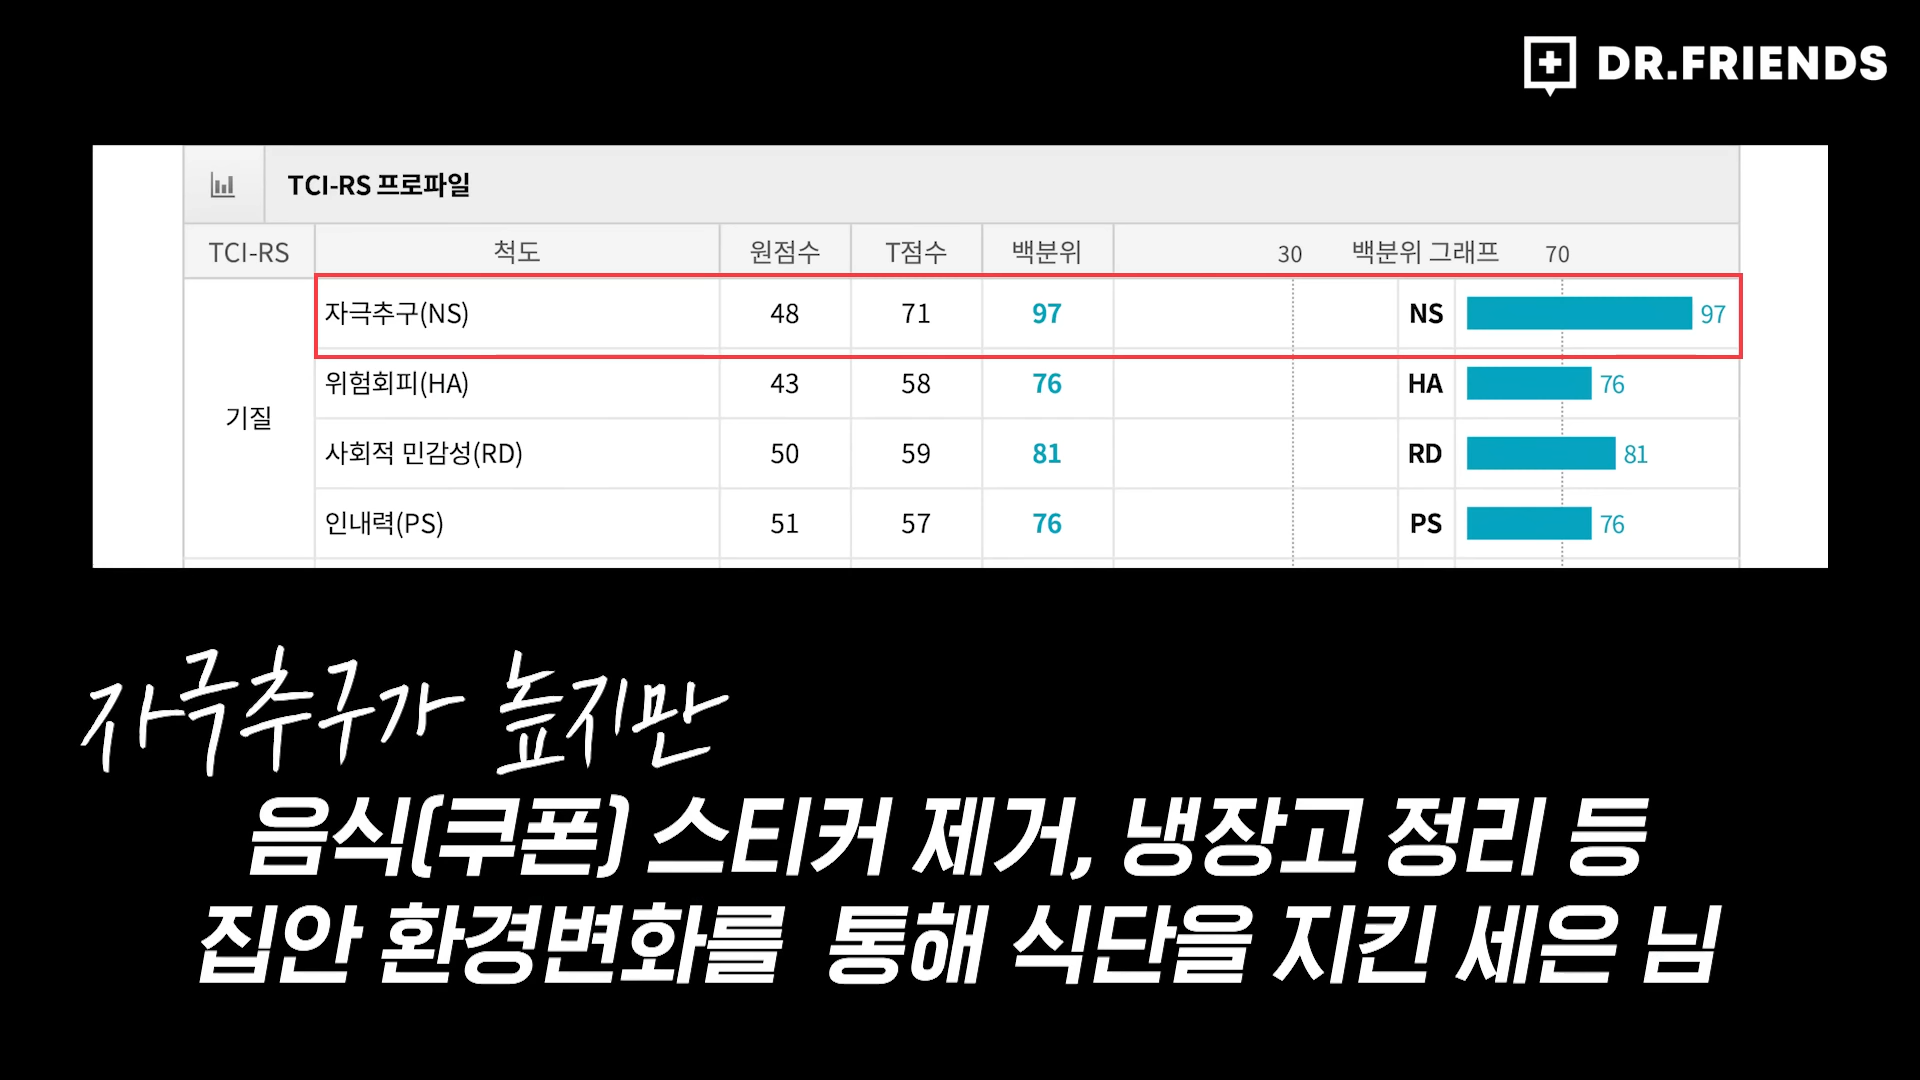 DR.FRIENDS
TCI-RS 프로파일
TCI-RS 척도 원점수 T점수 백분위 30 백분위 그래프 70
기질
자극추구(NS) 48 71 97 NS 97
위험회피(HA) 43 58 76 HA 76
사회적 민감성(RD) 50 59 81 RD 81
인내력(PS) 51 57 76 PS 76
자극추구가 높지만
음식(쿠폰) 스티커 제거, 냉장고 정리 등
집안 환경변화를 통해 식단을 지킨 세은 님